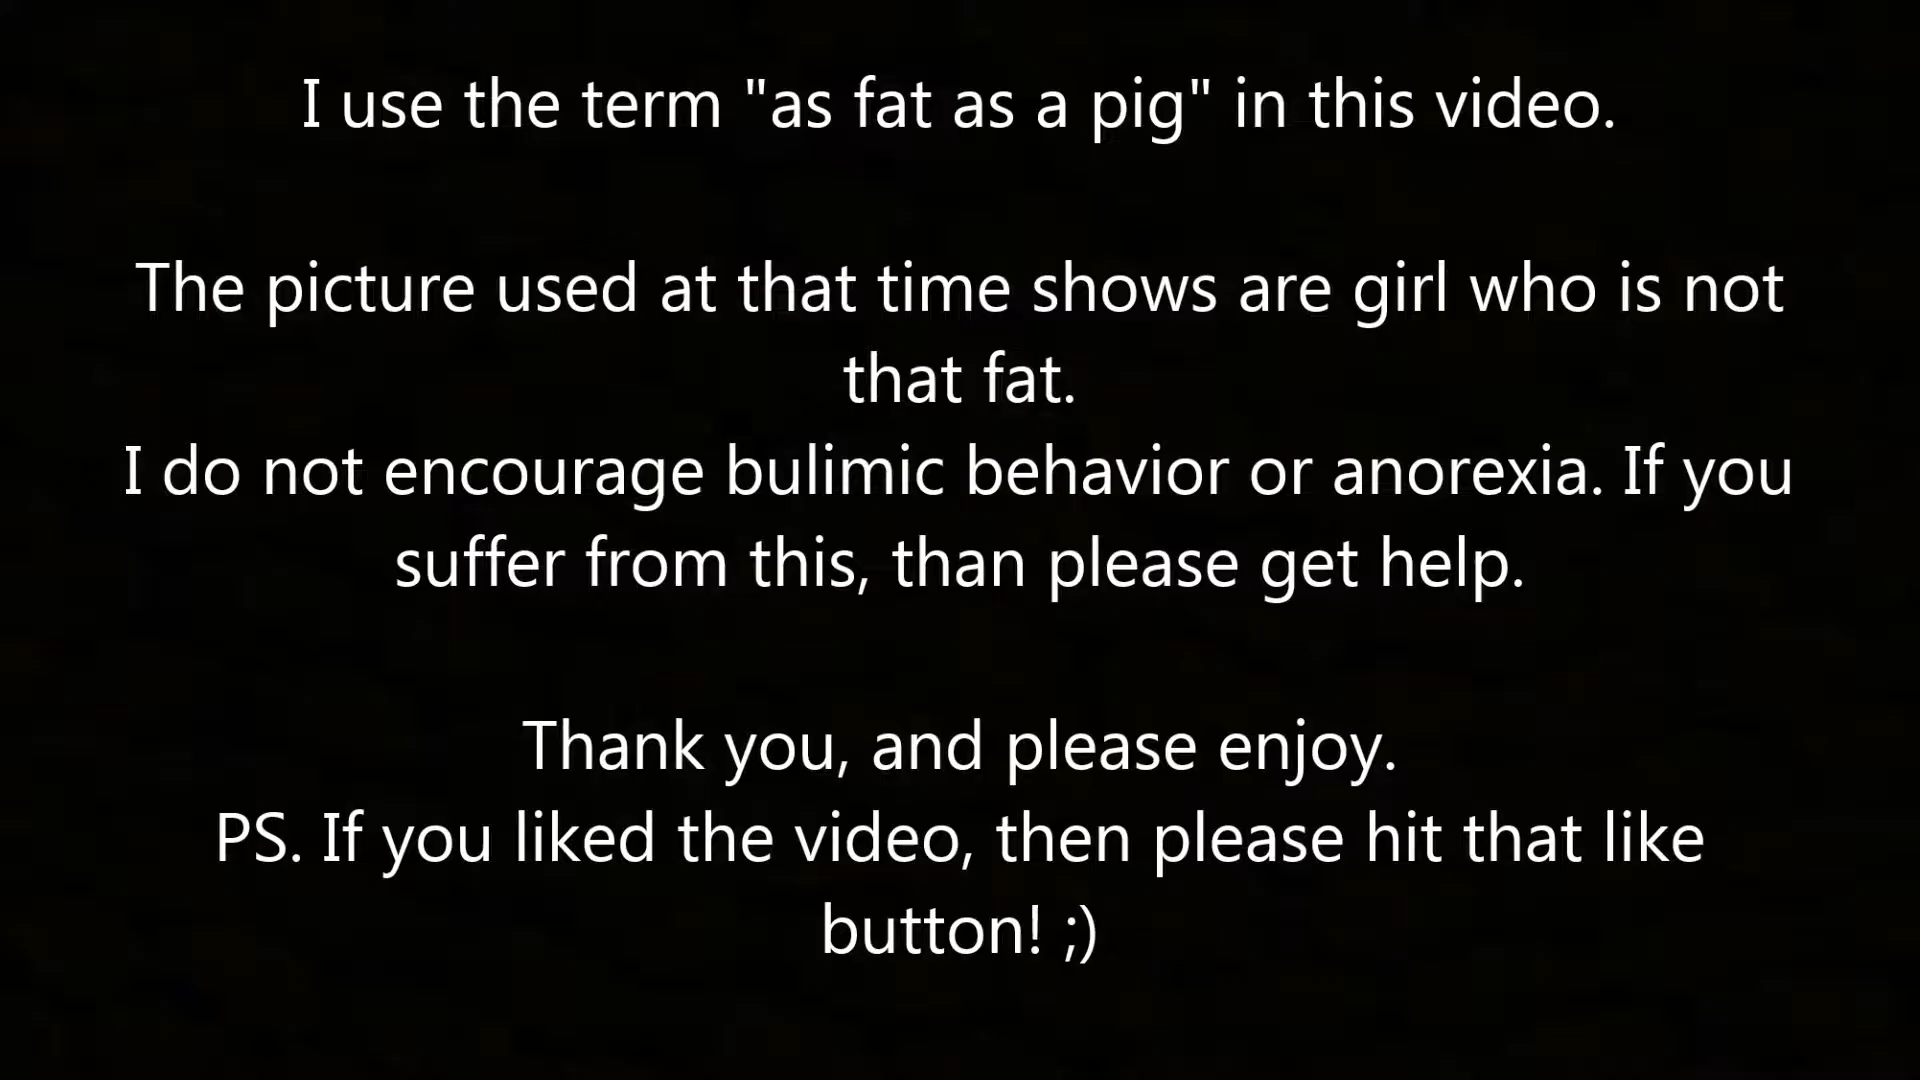 I use the term "as fat as a pig" in this video.
The picture used at that time shows are girl who is not
that fat.
I do not encourage bulimic behavior or anorexia. If you
suffer from this, than please get help.
Thank you, and please enjoy.
PS. If you liked the video, then please hit that like
button! ;)